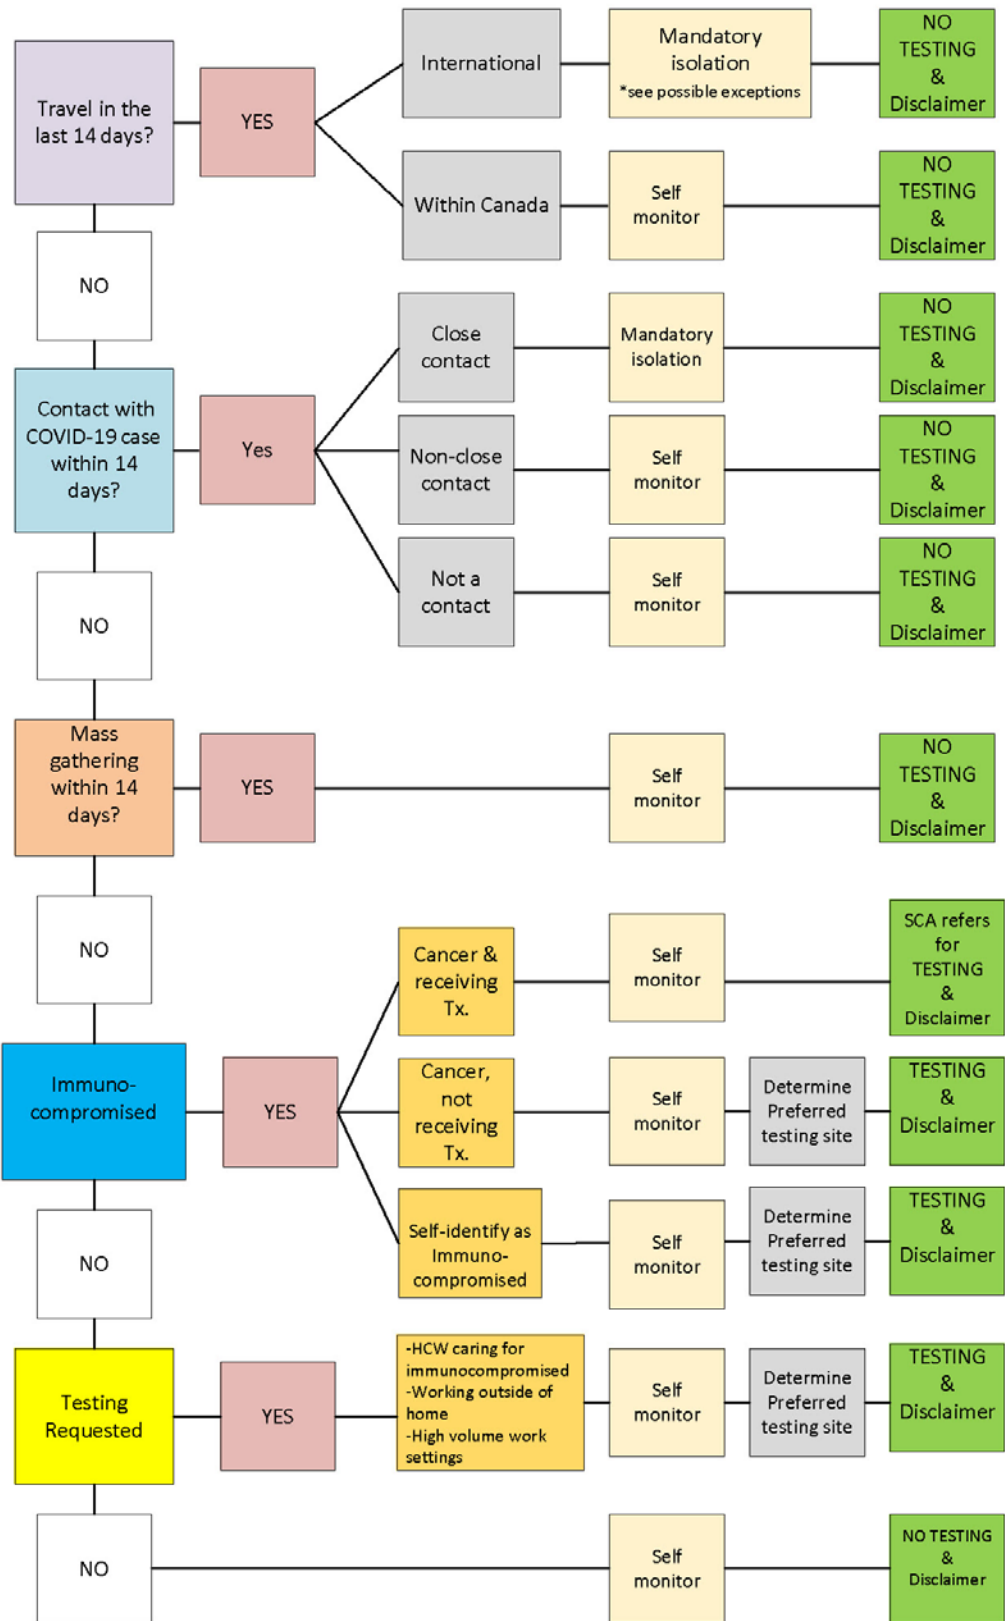 Travel in the
last 14 days?
YES
International
Mandatory
isolation
*see possible exceptions
NO
TESTING
&
Disclaimer
Within Canada
Self
monitor
NO
TESTING
&
Disclaimer
NO
Contact with
COVID-19 case
within 14
days?
Yes
Close
contact
Mandatory
isolation
NO
TESTING
&
Disclaimer
Non-close
contact
Self
monitor
NO
TESTING
&
Disclaimer
Not a
contact
Self
monitor
NO
TESTING
&
Disclaimer
NO
Mass
gathering
within 14
days?
YES
Self
monitor
NO
TESTING
&
Disclaimer
NO
Immuno-
compromised
YES
Cancer &
receiving
Tx.
Self
monitor
SCA refers
for
TESTING
&
Disclaimer
Cancer,
not
receiving
Tx.
Self
monitor
Determine
Preferred
testing site
TESTING
&
Disclaimer
Self-identify as
Immuno-
compromised
Self
monitor
Determine
Preferred
testing site
TESTING
&
Disclaimer
NO
Testing
Requested
YES
-HCW caring for
immunocompromised
-Working outside of
home
-High volume work
settings
Self
monitor
Determine
Preferred
testing site
TESTING
&
Disclaimer
NO
Self
monitor
NO TESTING
&
Disclaimer